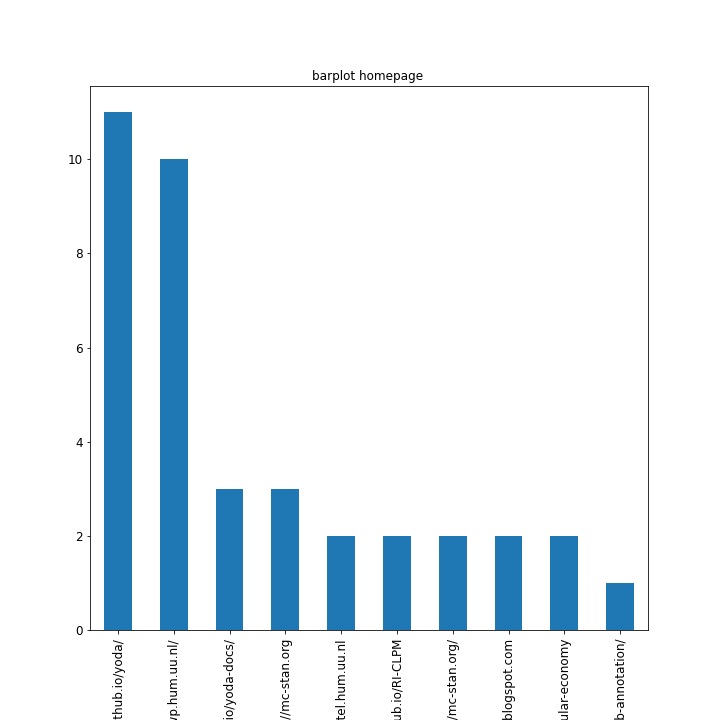 barplot homepage
10
8
6
4
2
0
thub.io/yoda/
vp.hum.uu.nl/
io/yoda-docs/
//mc-stan.org
tel.hum.uu.nl
ub.io/RI-CLPM
/mc-stan.org/
blogspot.com
ular-economy
b-annotation/